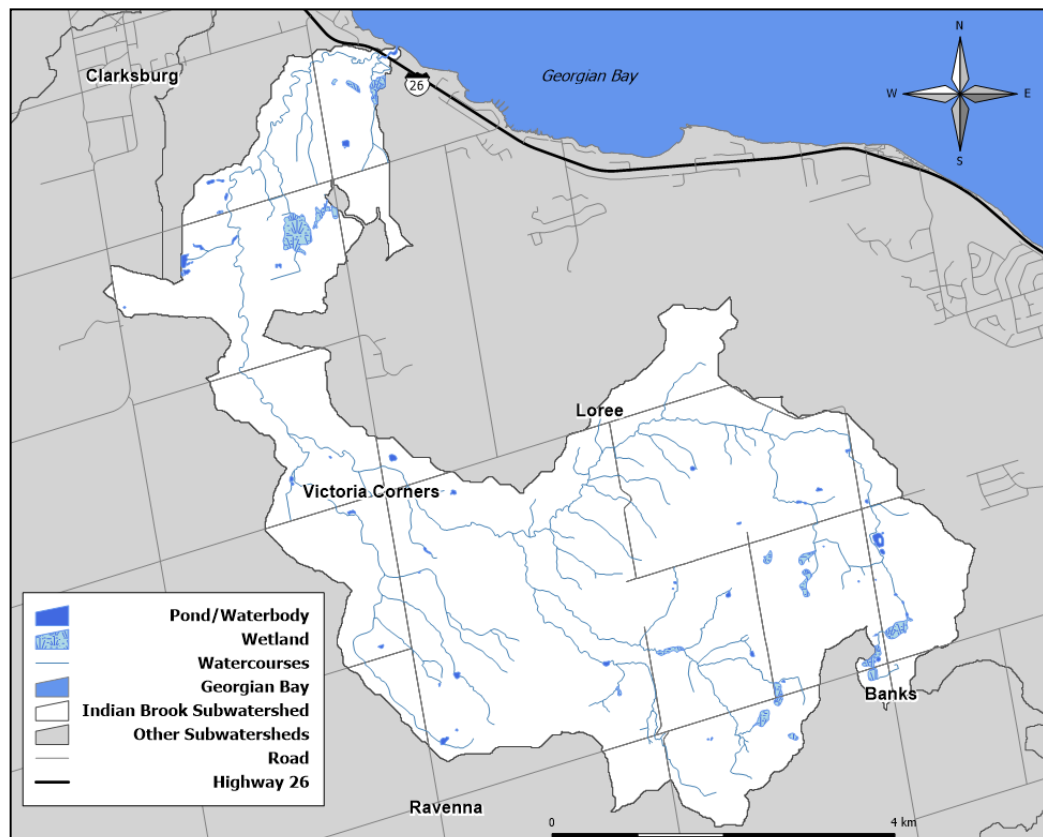 N
Clarksburg
Georgian Bay
26
W
E
S
Loree
Victoria Corners
Pond/Waterbody
Wetland
Watercourses
Georgian Bay
Indian Brook Subwatershed
Other Subwatersheds
Road
Highway 26
Banks
Ravenna
0
4 km